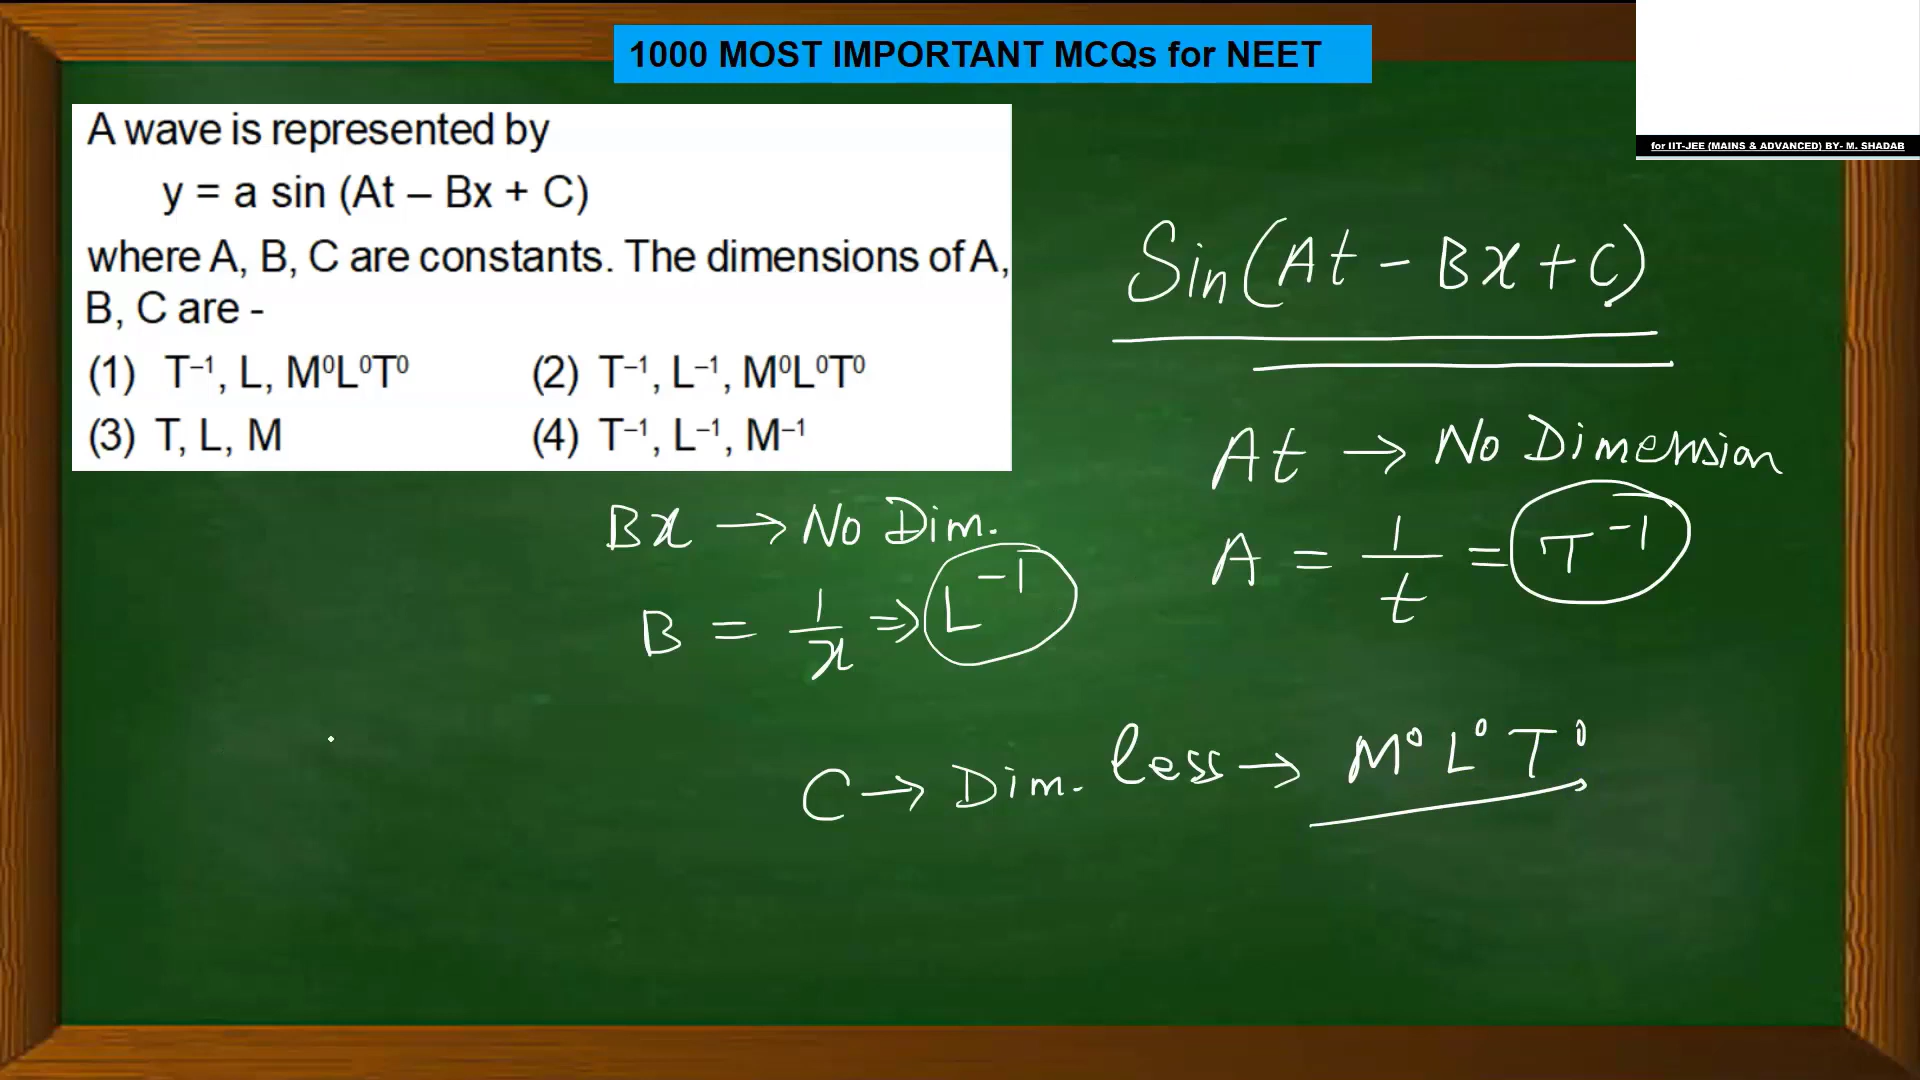 1000 MOST IMPORTANT MCQs for NEET
for IIT-JEE (MAINS & ADVANCED) BY- M. SHADAB
A wave is represented by
y = a sin (At – Bx + C)
where A, B, C are constants. The dimensions of A,
B, C are -
(1) T⁻¹, L, M⁰L⁰T⁰ (2) T⁻¹, L⁻¹, M⁰L⁰T⁰
(3) T, L, M (4) T⁻¹, L⁻¹, M⁻¹
Sin(At - Bx + C)
At → No Dimension
A = 1/t = T⁻¹
Bx → No Dim.
B = 1/x ⇒ L⁻¹
C → Dim. less → M⁰ L⁰ T⁰